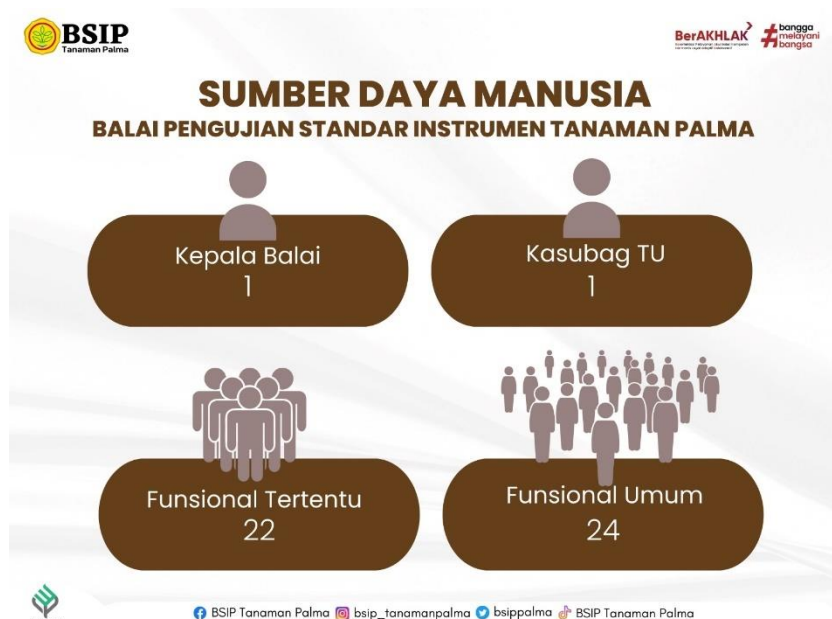 BSIP
Tanaman Palma
BerAKHLAK
#bangga
melayani
bangsa
SUMBER DAYA MANUSIA
BALAI PENGUJIAN STANDAR INSTRUMEN TANAMAN PALMA
Kepala Balai
1
Kasubag TU
1
Funsional Tertentu
22
Funsional Umum
24
BSIP Tanaman Palma bsip_tanamanpalma bsippalma BSIP Tanaman Palma